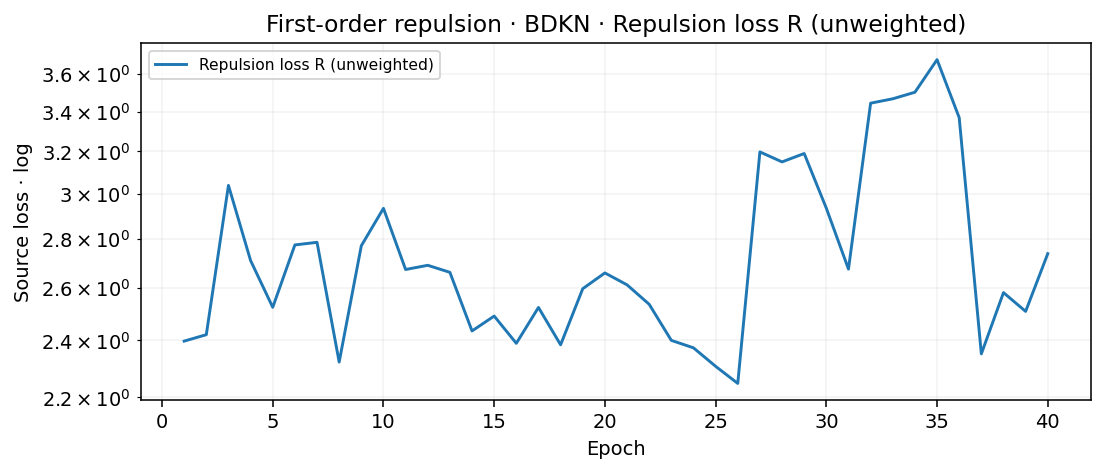 First-order repulsion · BDKN · Repulsion loss R (unweighted)
Repulsion loss R (unweighted)
Source loss · log
3.6 × 10⁰
3.4 × 10⁰
3.2 × 10⁰
3 × 10⁰
2.8 × 10⁰
2.6 × 10⁰
2.4 × 10⁰
2.2 × 10⁰
0 5 10 15 20 25 30 35 40
Epoch